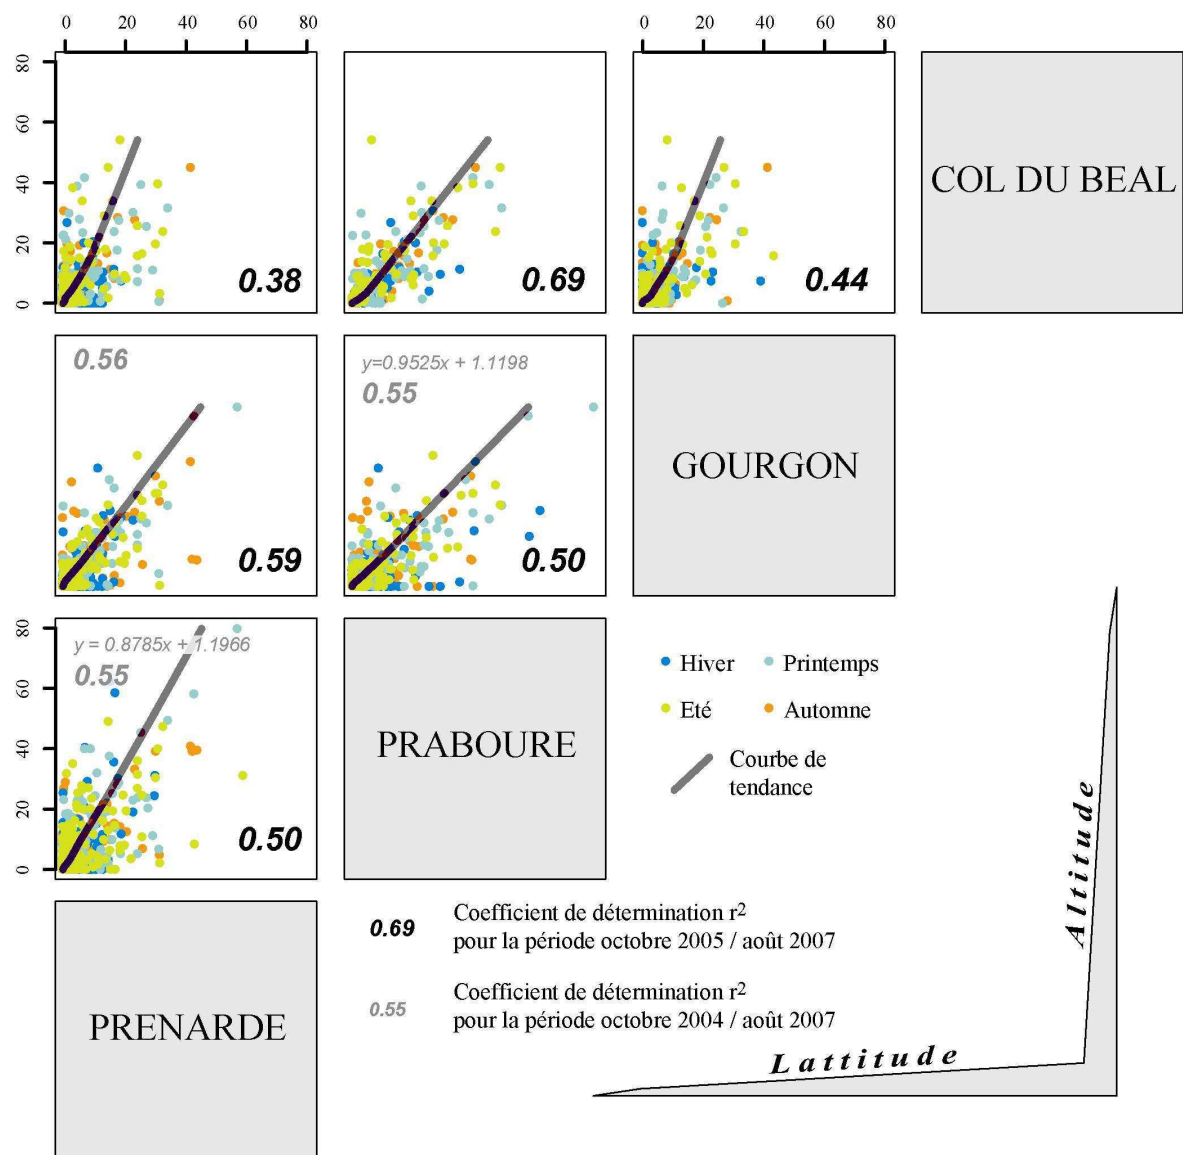 0 20 40 60 80
0 20 40 60 80
80
60
40
20
0
0.38
0.69
0.44
COL DU BEAL
0.56
0.59
y=0.9525x + 1.1198
0.55
0.50
GOURGON
80
60
40
20
0
y = 0.8785x + 1.1966
0.55
0.50
PRABOURE
Hiver
Printemps
Eté
Automne
Courbe de
tendance
PRENARDE
0.69
Coefficient de détermination r²
pour la période octobre 2005 / août 2007
0.55
Coefficient de détermination r²
pour la période octobre 2004 / août 2007
Altitude
Lattitude